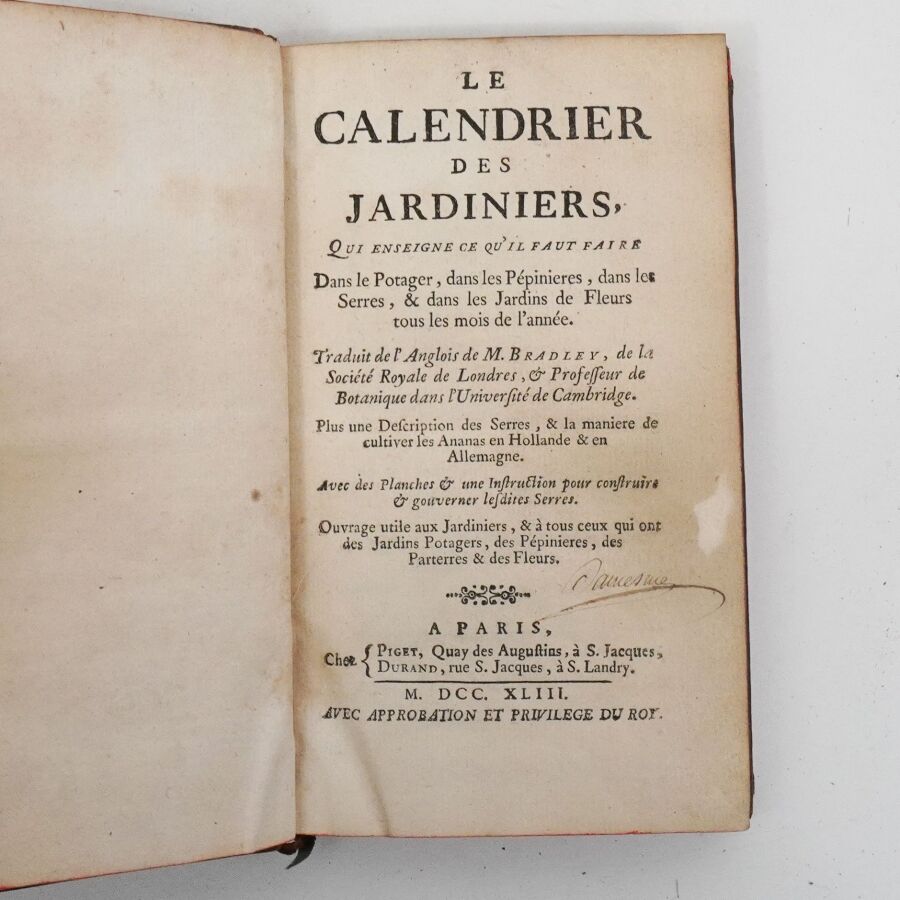 LE
CALENDRIER
DES
JARDINIERS,
QUI ENSEIGNE CE QU'IL FAUT FAIRE
Dans le Potager, dans les Pépinieres, dans les
Serres, & dans les Jardins de Fleurs
tous les mois de l'année.
Traduit de l'Anglois de M. BRADLEY, de la
Société Royale de Londres, & Profeſſeur de
Botanique dans l'Univerſité de Cambridge.
Plus une Deſcription des Serres, & la maniere de
cultiver les Ananas en Hollande & en
Allemagne.
Avec des Planches & une Inſtruction pour conſtruire
& gouverner leſdites Serres.
Ouvrage utile aux Jardiniers, & à tous ceux qui ont
des Jardins Potagers, des Pépinieres, des
Parterres & des Fleurs.
A PARIS,
Chez { PIGET, Quay des Auguſtins, à S. Jacques,
DURAND, rue S. Jacques, à S. Landry.
M. DCC. XLIII.
AVEC APPROBATION ET PRIVILEGE DU ROY.